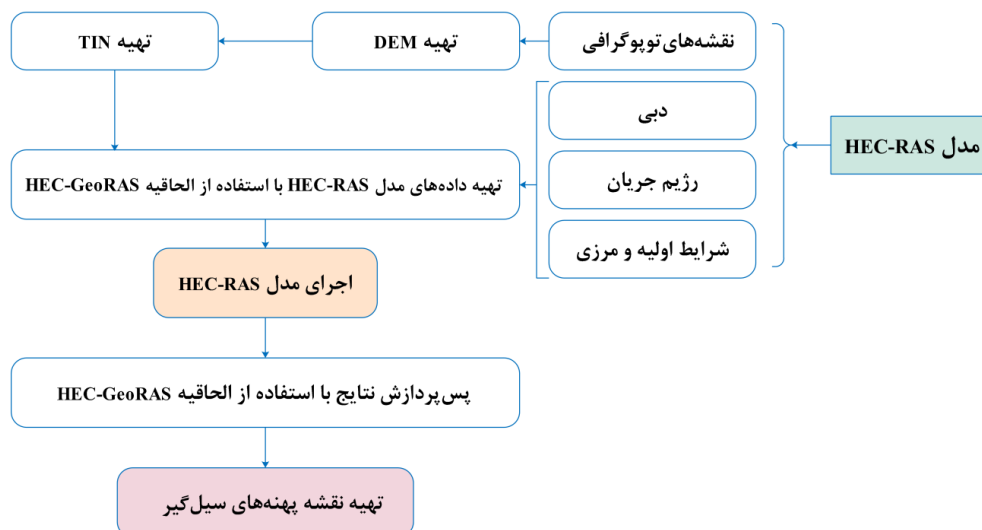 نقشه‌های توپوگرافی
تهیه DEM
تهیه TIN
دبی
مدل HEC-RAS
رژیم جریان
تهیه داده‌های مدل HEC-RAS با استفاده از الحاقیه HEC-GeoRAS
شرایط اولیه و مرزی
اجرای مدل HEC-RAS
پس‌پردازش نتایج با استفاده از الحاقیه HEC-GeoRAS
تهیه نقشه پهنه‌های سیل‌گیر